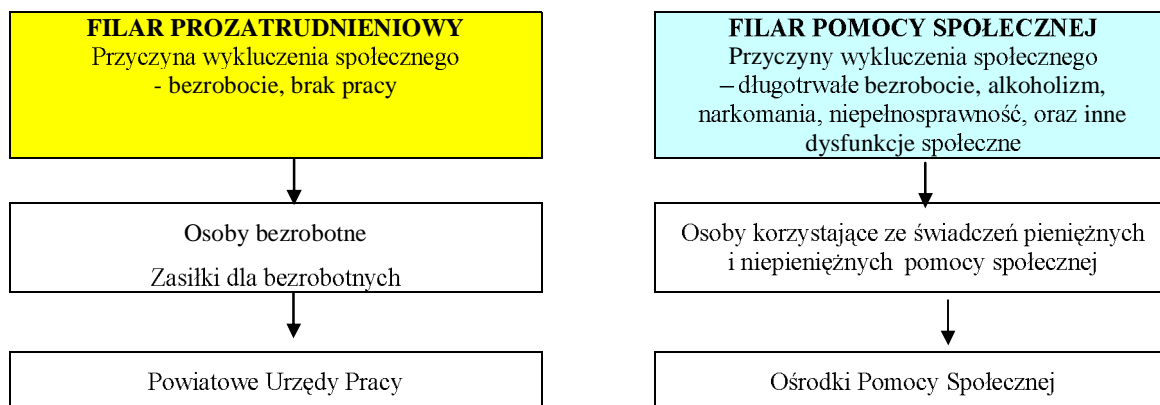 FILAR PROZATRUDNIENIOWY
Przyczyna wykluczenia społecznego
- bezrobocie, brak pracy
Osoby bezrobotne
Zasiłki dla bezrobotnych
Powiatowe Urzędy Pracy
FILAR POMOCY SPOŁECZNEJ
Przyczyny wykluczenia społecznego
– długotrwałe bezrobocie, alkoholizm,
narkomania, niepełnosprawność, oraz inne
dysfunkcje społeczne
Osoby korzystające ze świadczeń pieniężnych
i niepieniężnych pomocy społecznej
Ośrodki Pomocy Społecznej